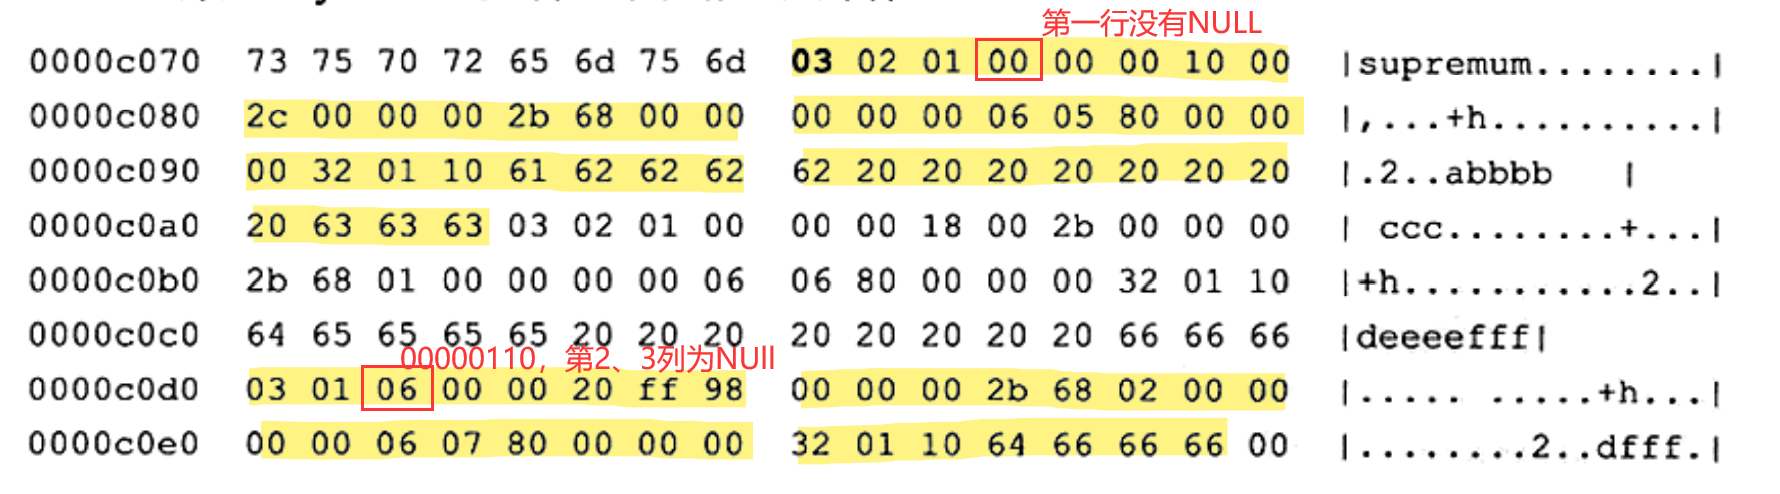 第一行没有NULL
0000c070 73 75 70 72 65 6d 75 6d 03 02 01 00 00 00 10 00 |supremum........|
0000c080 2c 00 00 00 2b 68 00 00 00 00 00 06 05 80 00 00 |,...+h..........|
0000c090 00 32 01 10 61 62 62 62 62 20 20 20 20 20 20 20 |.2..abbbb |
0000c0a0 20 63 63 63 03 02 01 00 00 00 18 00 2b 00 00 00 | ccc........+...|
0000c0b0 2b 68 01 00 00 00 00 06 06 80 00 00 00 32 01 10 |+h...........2..|
0000c0c0 64 65 65 65 65 20 20 20 20 20 20 20 20 66 66 66 |deeeefff|
00000110，第2、3列为NUll
0000c0d0 03 01 06 00 00 20 ff 98 00 00 00 2b 68 02 00 00 |..... .....+h...|
0000c0e0 00 00 06 07 80 00 00 00 32 01 10 64 66 66 66 00 |........2..dfff.|